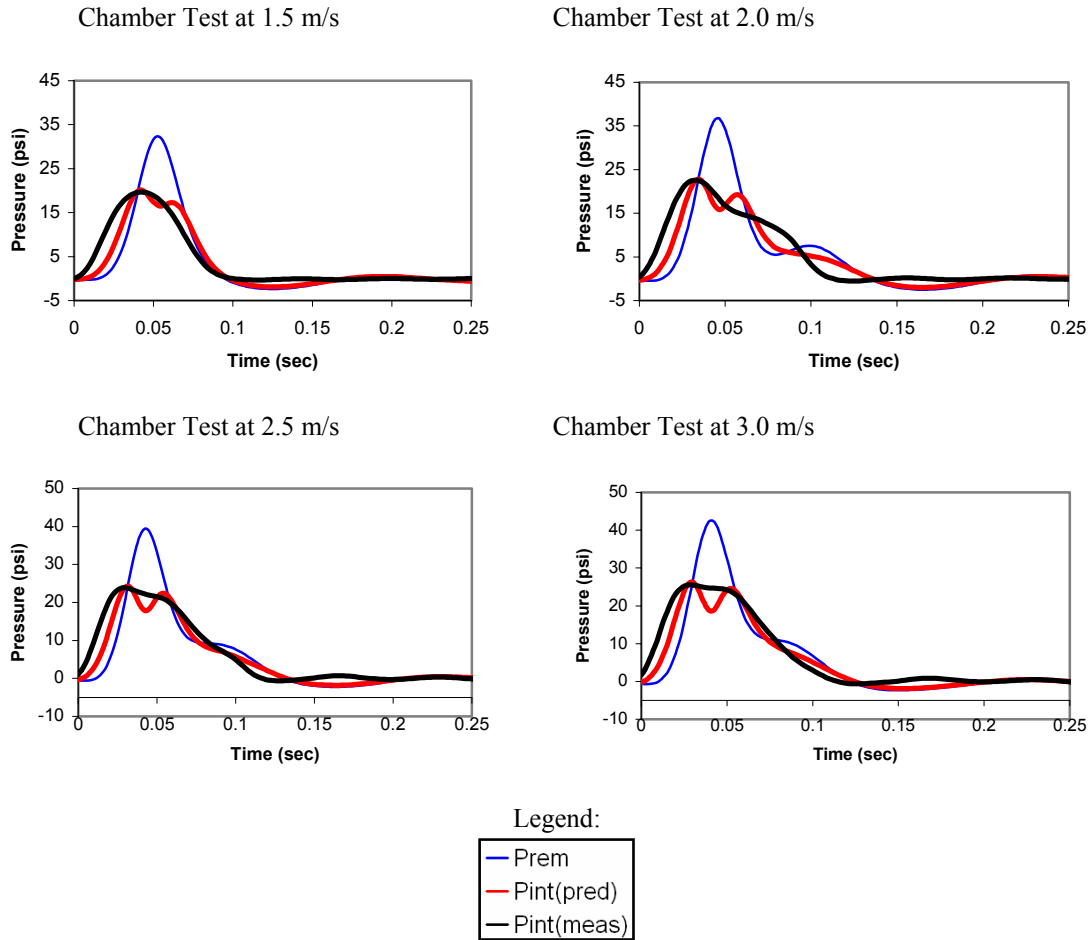 Chamber Test at 1.5 m/s
Chamber Test at 2.0 m/s
45
35
25
15
5
-5
Pressure (psi)
0 0.05 0.1 0.15 0.2 0.25
Time (sec)
45
35
25
15
5
-5
Pressure (psi)
0 0.05 0.1 0.15 0.2 0.25
Time (sec)
Chamber Test at 2.5 m/s
Chamber Test at 3.0 m/s
50
40
30
20
10
0
-10
Pressure (psi)
0 0.05 0.1 0.15 0.2 0.25
Time (sec)
50
40
30
20
10
0
-10
Pressure (psi)
0 0.05 0.1 0.15 0.2 0.25
Time (sec)
Legend:
Prem
Pint(pred)
Pint(meas)